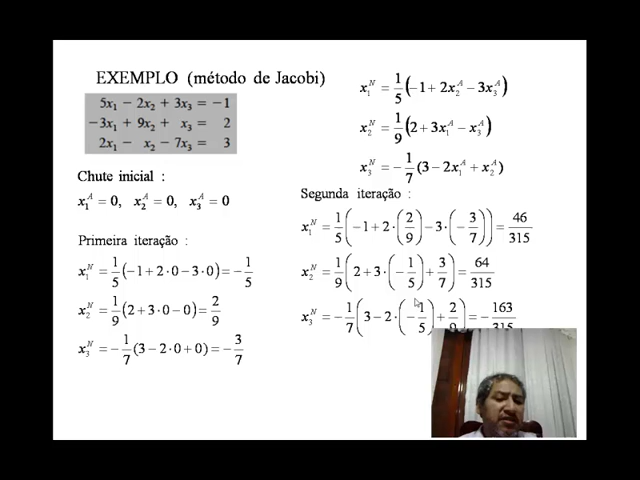 EXEMPLO (método de Jacobi)
5x₁ − 2x₂ + 3x₃ = −1
−3x₁ + 9x₂ + x₃ = 2
2x₁ − x₂ − 7x₃ = 3
Chute inicial :
x₁ᴬ = 0, x₂ᴬ = 0, x₃ᴬ = 0
Primeira iteração :
x₁ᴺ = 1/5 (−1 + 2·0 − 3·0) = −1/5
x₂ᴺ = 1/9 (2 + 3·0 − 0) = 2/9
x₃ᴺ = −1/7 (3 − 2·0 + 0) = −3/7
x₁ᴺ = 1/5 (−1 + 2x₂ᴬ − 3x₃ᴬ)
x₂ᴺ = 1/9 (2 + 3x₁ᴬ − x₃ᴬ)
x₃ᴺ = −1/7 (3 − 2x₁ᴬ + x₂ᴬ)
Segunda iteração :
x₁ᴺ = 1/5 (−1 + 2·(2/9) − 3·(−3/7)) = 46/315
x₂ᴺ = 1/9 (2 + 3·(−1/5) + 3/7) = 64/315
x₃ᴺ = −1/7 (3 − 2·(−1/5) + 2/9) = −163/315